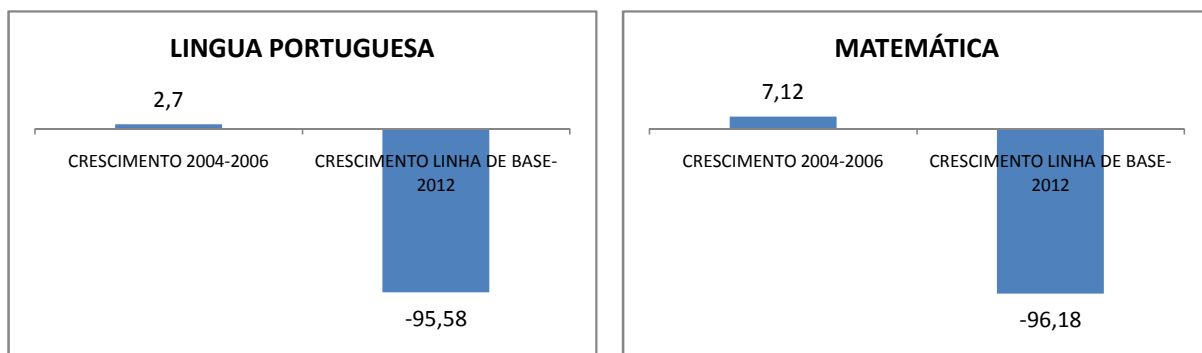 LINGUA PORTUGUESA
2,7
CRESCIMENTO 2004-2006
CRESCIMENTO LINHA DE BASE-
2012
-95,58
MATEMÁTICA
7,12
CRESCIMENTO 2004-2006
CRESCIMENTO LINHA DE BASE-
2012
-96,18